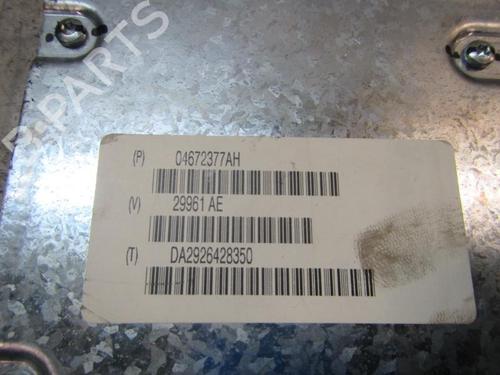 B-PARTS
(P) 04672377AH
(V) 29961 AE
(T) DA2926428350